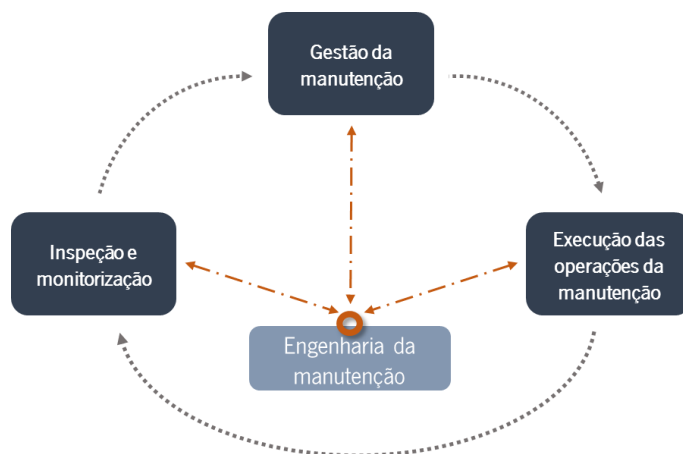 Gestão da
manutenção
Inspeção e
monitorização
Execução das
operações da
manutenção
Engenharia da
manutenção